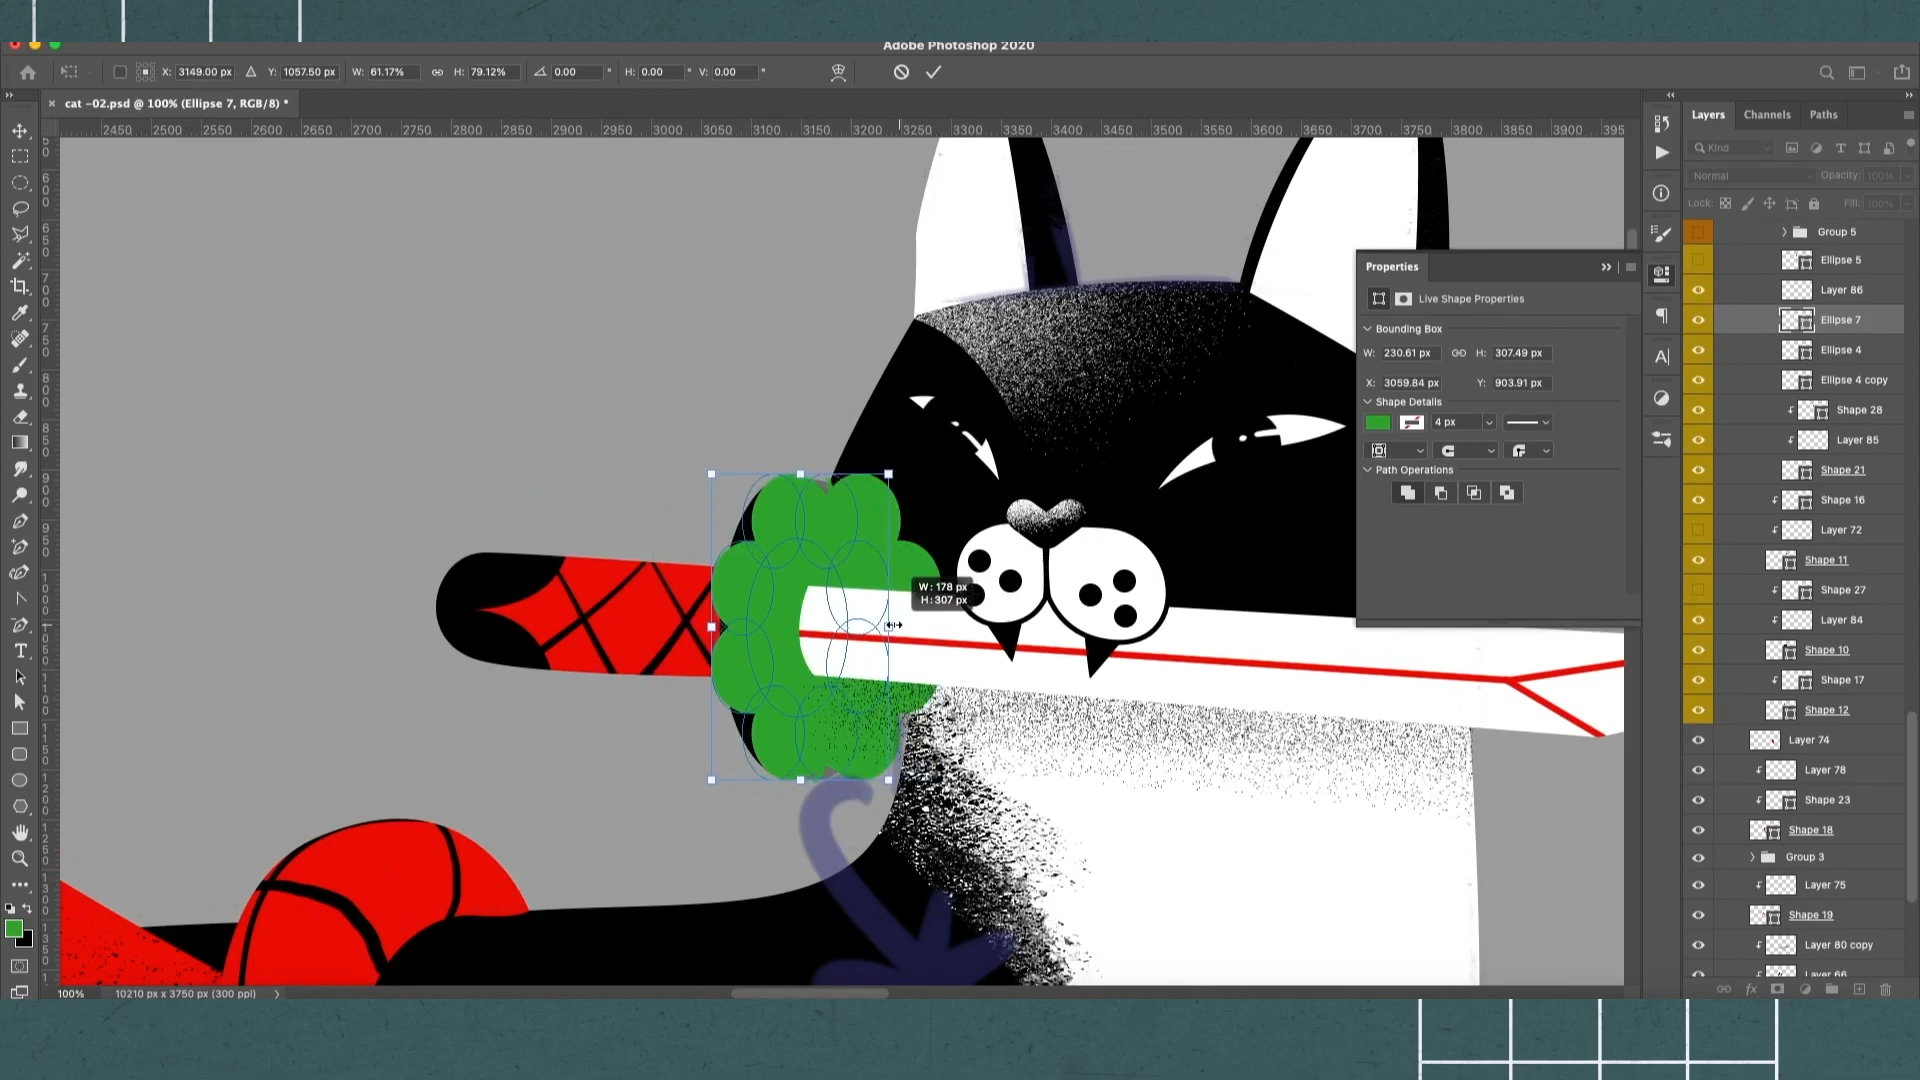 Adobe Photoshop 2020
X: 3149.00 px Y: 1057.50 px W: 61.17% H: 79.12% 0.00 ° H: 0.00 ° V: 0.00 °
× cat –02.psd @ 100% (Ellipse 7, RGB/8) *
2450 2500 2550 2600 2650 2700 2750 2800 2850 2900 2950 3000 3050 3100 3150 3200 3250 3300 3350 3400 3450 3500 3550 3600 3650 3700 3750 3800 3850 3900 395
Layers Channels Paths
Kind
Normal Opacity: 100%
Lock: Fill: 100%
Group 5
Ellipse 5
Layer 86
Ellipse 7
Ellipse 4
Ellipse 4 copy
Shape 28
Layer 85
Shape 21
Shape 16
Layer 72
Shape 11
Shape 27
Layer 84
Shape 10
Shape 17
Shape 12
Layer 74
Layer 78
Shape 23
Shape 18
Group 3
Layer 75
Shape 19
Layer 80 copy
Layer 66
Properties
Live Shape Properties
Bounding Box
W: 230.61 px H: 307.49 px
X: 3059.84 px Y: 903.91 px
Shape Details
4 px
Path Operations
W: 178 px
H: 307 px
100% 10210 px x 3750 px (300 ppi)